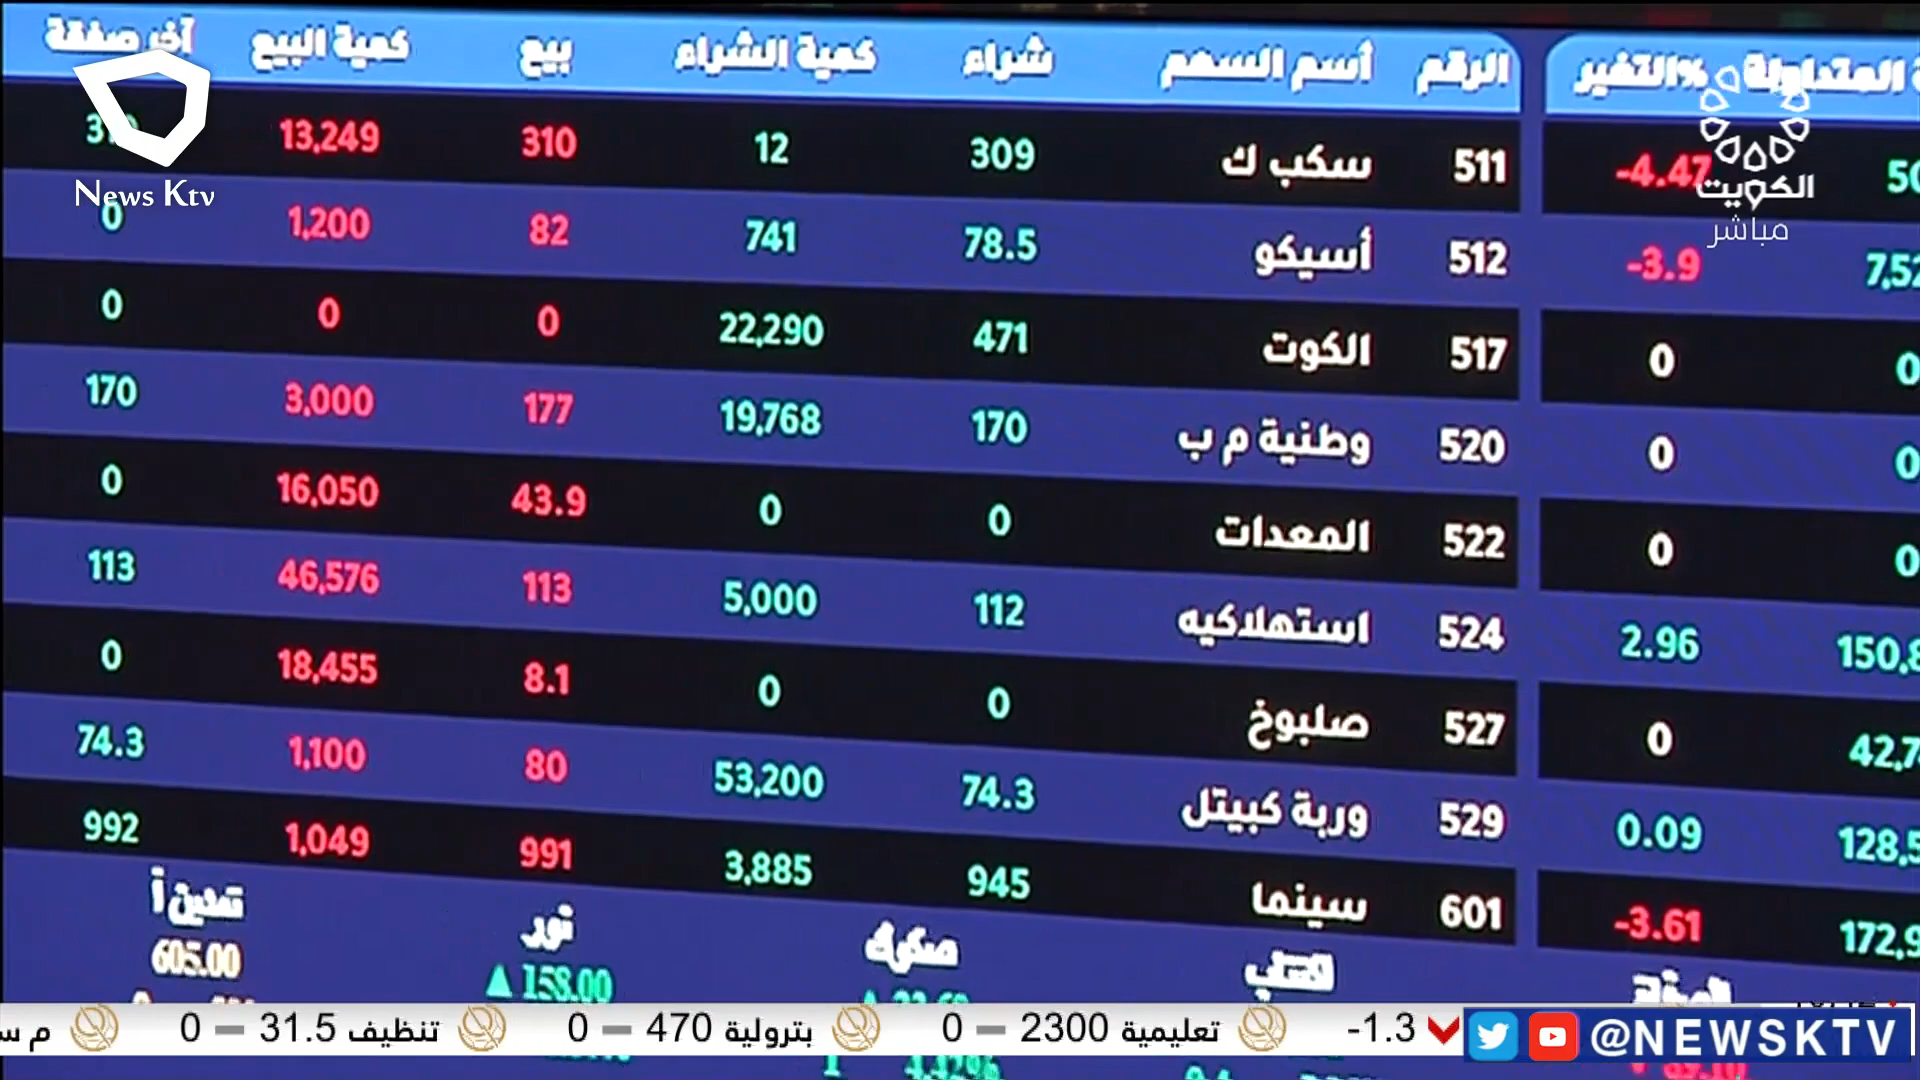 الرقم أسم السهم شراء كمية الشراء بيع كمية البيع آخر صفقة
511 سكب ك 309 12 310 13,249
512 أسيكو 78.5 741 82 1,200 0
517 الكوت 471 22,290 0 0 0
520 وطنية م ب 170 19,768 177 3,000 170
522 المعدات 0 0 43.9 16,050 0
524 استهلاكيه 112 5,000 113 46,576 113
527 صلبوخ 0 0 8.1 18,455 0
529 وربة كبيتل 74.3 53,200 80 1,100 74.3
601 سينما 945 3,885 991 1,049 992
المتداولة التغير%
-4.47
-3.9
0
0
0
2.96
0
0.09
-3.61
News Ktv
الكويت
مباشر
صكوك نور تمدين أ
▲ 158.00 605.00
-1.3 تعليمية 2300 – 0 بترولية 470 – 0 تنظيف 31.5 – 0
@NEWSKTV